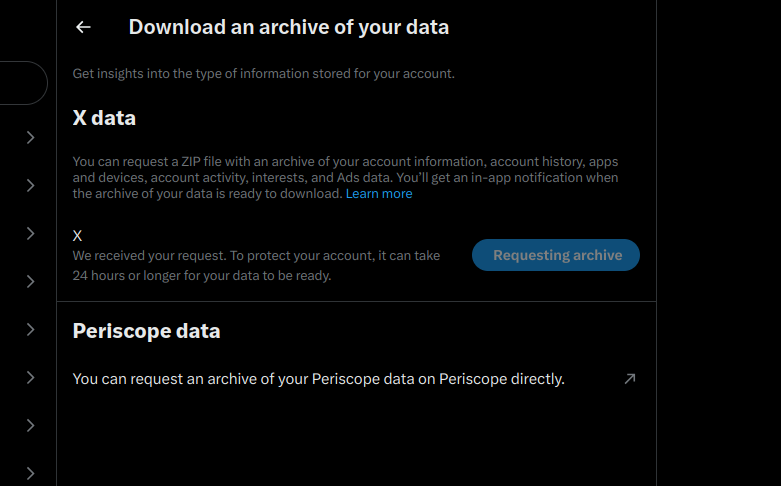 Download an archive of your data
Get insights into the type of information stored for your account.
X data
You can request a ZIP file with an archive of your account information, account history, apps
and devices, account activity, interests, and Ads data. You’ll get an in-app notification when
the archive of your data is ready to download. Learn more
X
We received your request. To protect your account, it can take
24 hours or longer for your data to be ready.
Requesting archive
Periscope data
You can request an archive of your Periscope data on Periscope directly.